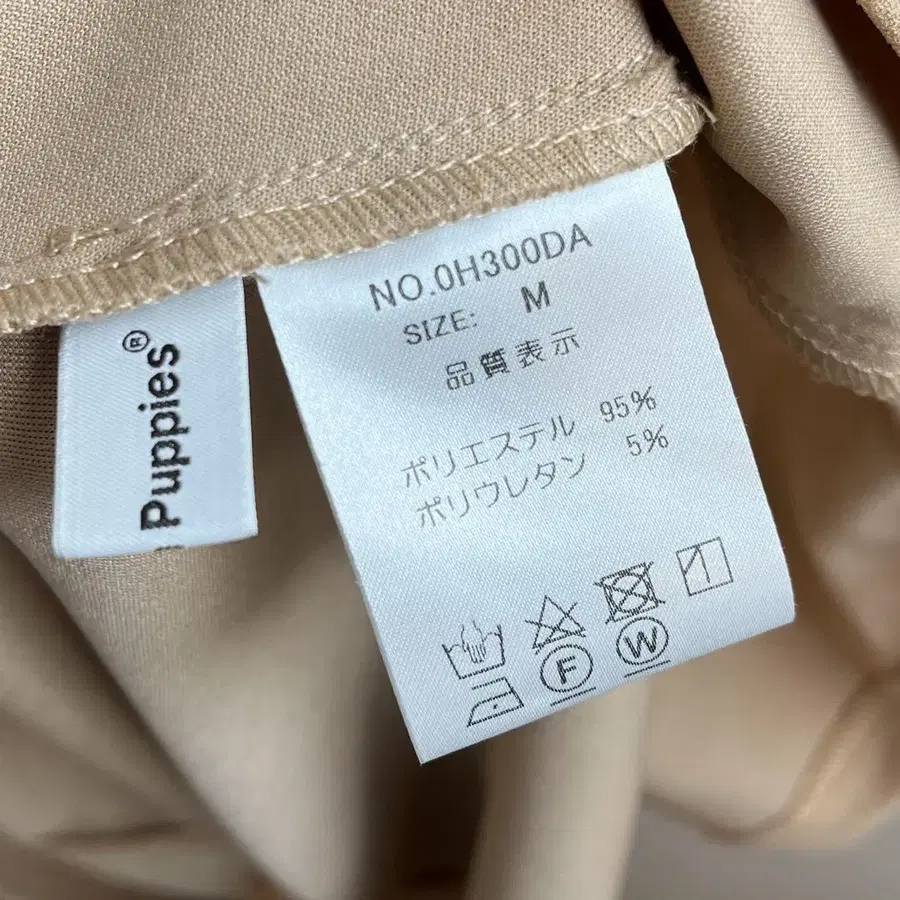 NO.0H300DA
SIZE: M
品質表示
ポリエステル 95%
ポリウレタン 5%
F
W
Puppies®